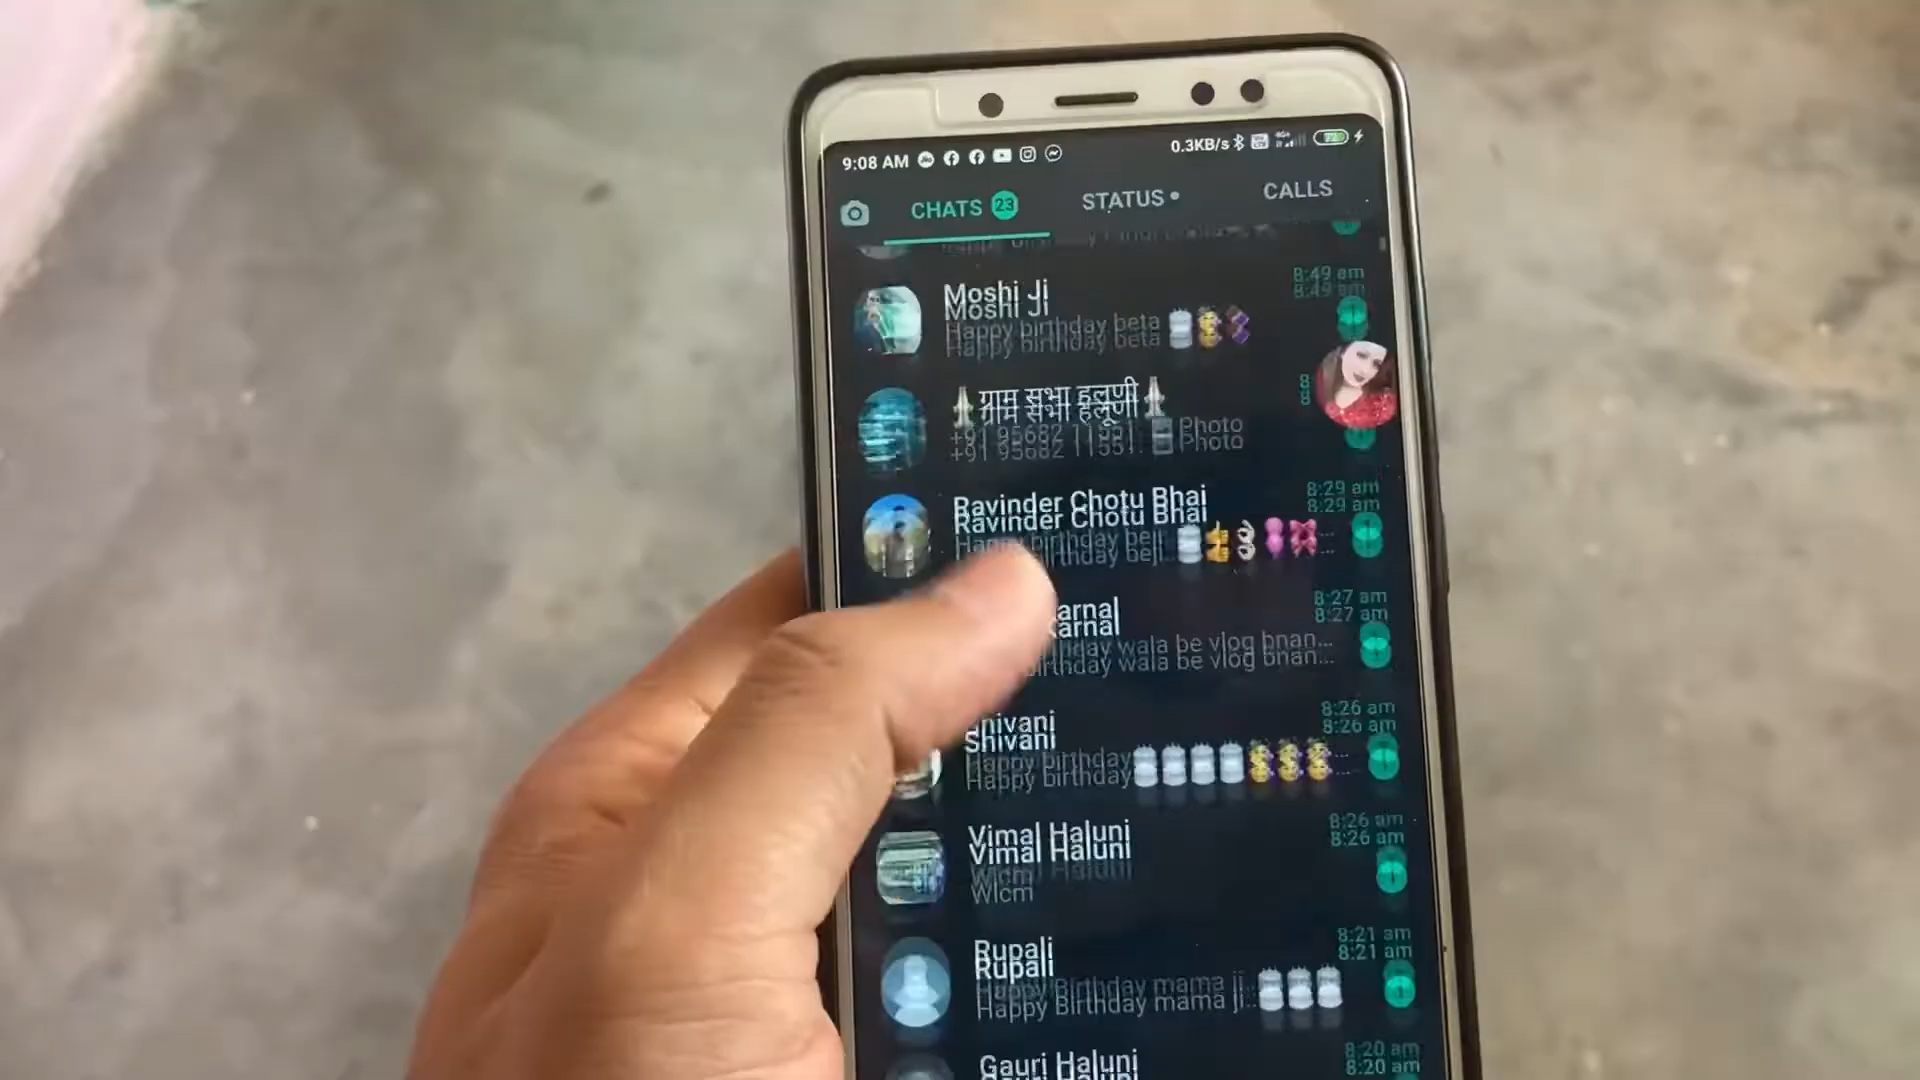 9:08 AM 0.3KB/s
CHATS 23 STATUS CALLS
Moshi Ji 8:49 am
Happy birthday beta
ग्राम सभा हलूणी
+91 95682 11551: Photo
Ravinder Chotu Bhai 8:29 am
birthday beji
arnal 8:27 am
wala be vlog bnan...
Shivani 8:26 am
Happy birthday
Vimal Haluni 8:26 am
Wlcm
Rupali 8:21 am
Happy Birthday mama ji..
Gauri Haluni 8:20 am